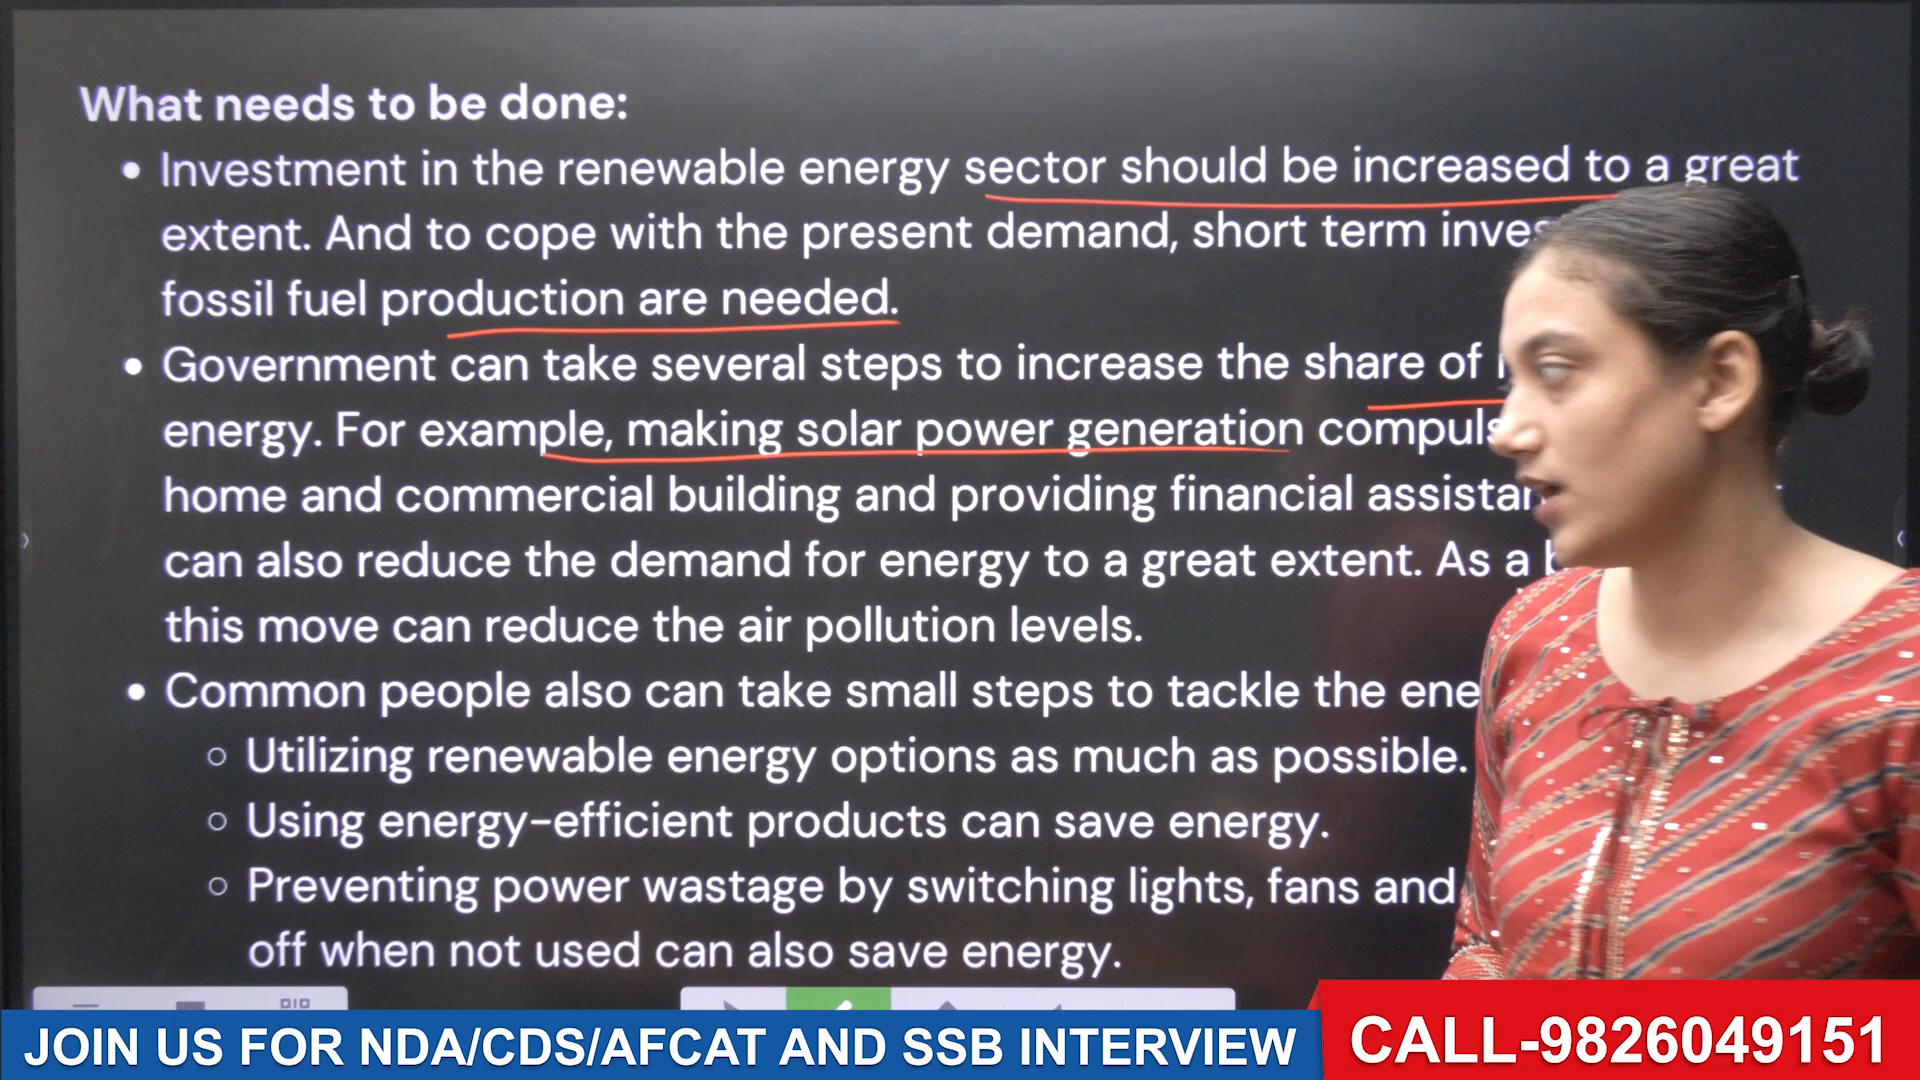 What needs to be done:
• Investment in the renewable energy sector should be increased to a great
extent. And to cope with the present demand, short term
fossil fuel production are needed.
• Government can take several steps to increase the share of
energy. For example, making solar power generation
home and commercial building and providing financial
can also reduce the demand for energy to a great extent. As a
this move can reduce the air pollution levels.
• Common people also can take small steps to tackle the
○ Utilizing renewable energy options as much as possible.
○ Using energy-efficient products can save energy.
○ Preventing power wastage by switching lights, fans and
off when not used can also save energy.
JOIN US FOR NDA/CDS/AFCAT AND SSB INTERVIEW
CALL-9826049151